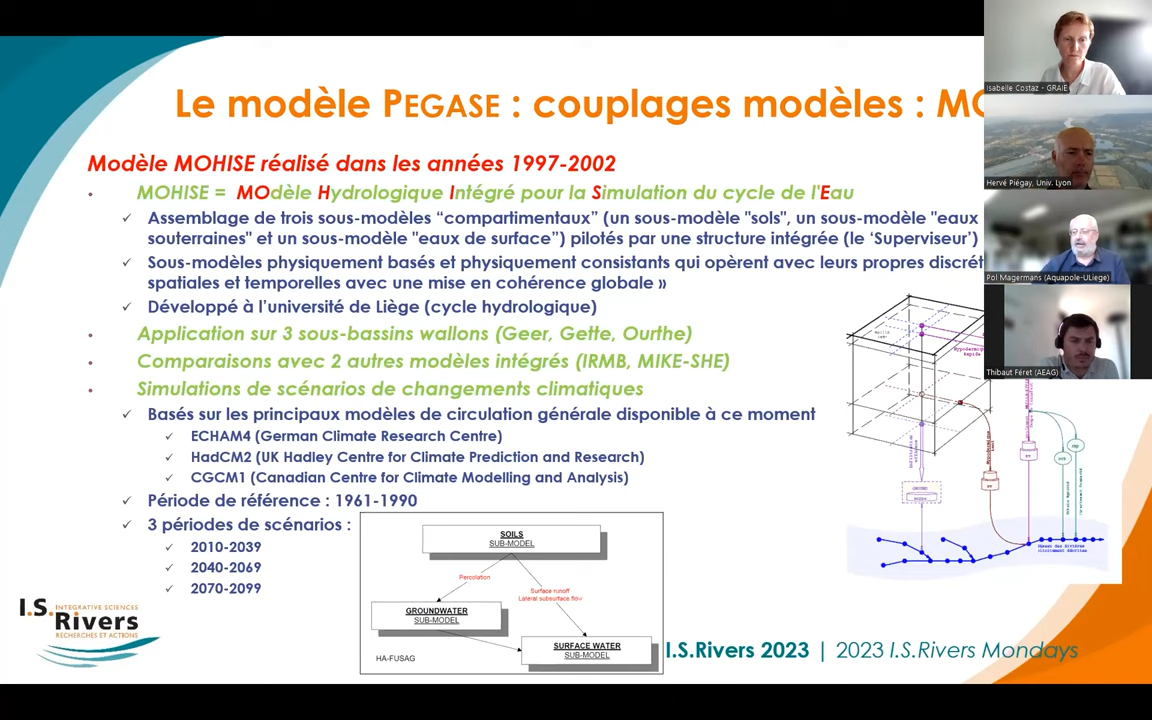 Le modèle PEGASE : couplages modèles : MO
Modèle MOHISE réalisé dans les années 1997-2002
• MOHISE = MOdèle Hydrologique Intégré pour la Simulation du cycle de l'Eau
✓ Assemblage de trois sous-modèles “compartimentaux” (un sous-modèle "sols", un sous-modèle "eaux
souterraines" et un sous-modèle "eaux de surface”) pilotés par une structure intégrée (le ‘Superviseur’)
✓ Sous-modèles physiquement basés et physiquement consistants qui opèrent avec leurs propres discrét
spatiales et temporelles avec une mise en cohérence globale »
✓ Développé à l’université de Liège (cycle hydrologique)
• Application sur 3 sous-bassins wallons (Geer, Gette, Ourthe)
• Comparaisons avec 2 autres modèles intégrés (IRMB, MIKE-SHE)
• Simulations de scénarios de changements climatiques
✓ Basés sur les principaux modèles de circulation générale disponible à ce moment
✓ ECHAM4 (German Climate Research Centre)
✓ HadCM2 (UK Hadley Centre for Climate Prediction and Research)
✓ CGCM1 (Canadian Centre for Climate Modelling and Analysis)
✓ Période de référence : 1961-1990
✓ 3 périodes de scénarios :
✓ 2010-2039
✓ 2040-2069
✓ 2070-2099
SOILS
SUB-MODEL
Percolation
Surface runoff
Lateral subsurface flow
GROUNDWATER
SUB-MODEL
SURFACE WATER
SUB-MODEL
HA-FUSAG
I.S.Rivers 2023 | 2023 I.S.Rivers Mondays
I.S. INTEGRATIVE SCIENCES
Rivers
RECHERCHES ET ACTIONS
Isabelle Costaz - GRAIE
Hervé Piégay, Univ. Lyon
Pol Magermans (Aquapole-ULiege)
Thibaut Féret (AEAG)